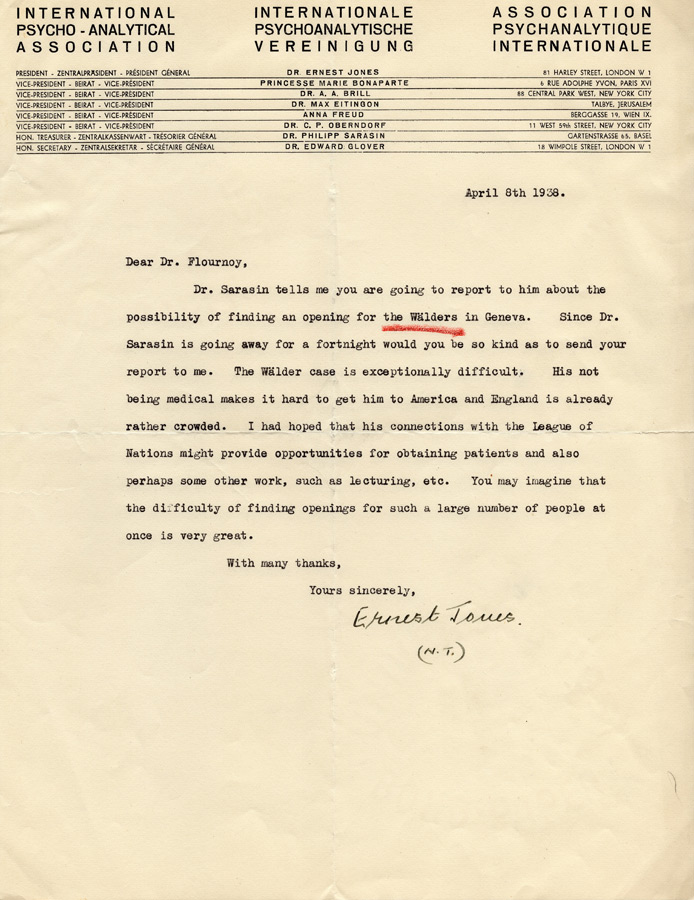 INTERNATIONAL PSYCHO - ANALYTICAL ASSOCIATION
INTERNATIONALE PSYCHOANALYTISCHE VEREINIGUNG
ASSOCIATION PSYCHANALYTIQUE INTERNATIONALE
PRESIDENT - ZENTRALPRÄSIDENT - PRÉSIDENT GÉNÉRAL DR. ERNEST JONES 81 HARLEY STREET, LONDON W 1
VICE-PRESIDENT - BEIRAT - VICE-PRÉSIDENT PRINCESSE MARIE BONAPARTE 6 RUE ADOLPHE YVON, PARIS XVI
VICE-PRESIDENT - BEIRAT - VICE-PRÉSIDENT DR. A. A. BRILL 88 CENTRAL PARK WEST, NEW YORK CITY
VICE-PRESIDENT - BEIRAT - VICE-PRÉSIDENT DR. MAX EITINGON TALBYE, JERUSALEM
VICE-PRESIDENT - BEIRAT - VICE-PRÉSIDENT ANNA FREUD BERGGASSE 19, WIEN IX.
VICE-PRESIDENT - BEIRAT - VICE-PRÉSIDENT DR. C. P. OBERNDORF 11 WEST 59th STREET, NEW YORK CITY
HON. TREASURER - ZENTRALKASSENWART - TRÉSORIER GÉNÉRAL DR. PHILIPP SARASIN GARTENSTRASSE 65, BASEL
HON. SECRETARY - ZENTRALSEKRETÄR - SÉCRÉTAIRE GÉNÉRAL DR. EDWARD GLOVER 18 WIMPOLE STREET, LONDON W 1
April 8th 1938.
Dear Dr. Flournoy,
Dr. Sarasin tells me you are going to report to him about the
possibility of finding an opening for the Wälders in Geneva. Since Dr.
Sarasin is going away for a fortnight would you be so kind as to send your
report to me. The Wälder case is exceptionally difficult. His not
being medical makes it hard to get him to America and England is already
rather crowded. I had hoped that his connections with the League of
Nations might provide opportunities for obtaining patients and also
perhaps some other work, such as lecturing, etc. You may imagine that
the difficulty of finding openings for such a large number of people at
once is very great.
With many thanks,
Yours sincerely,
Ernest Jones.
(N.T.)